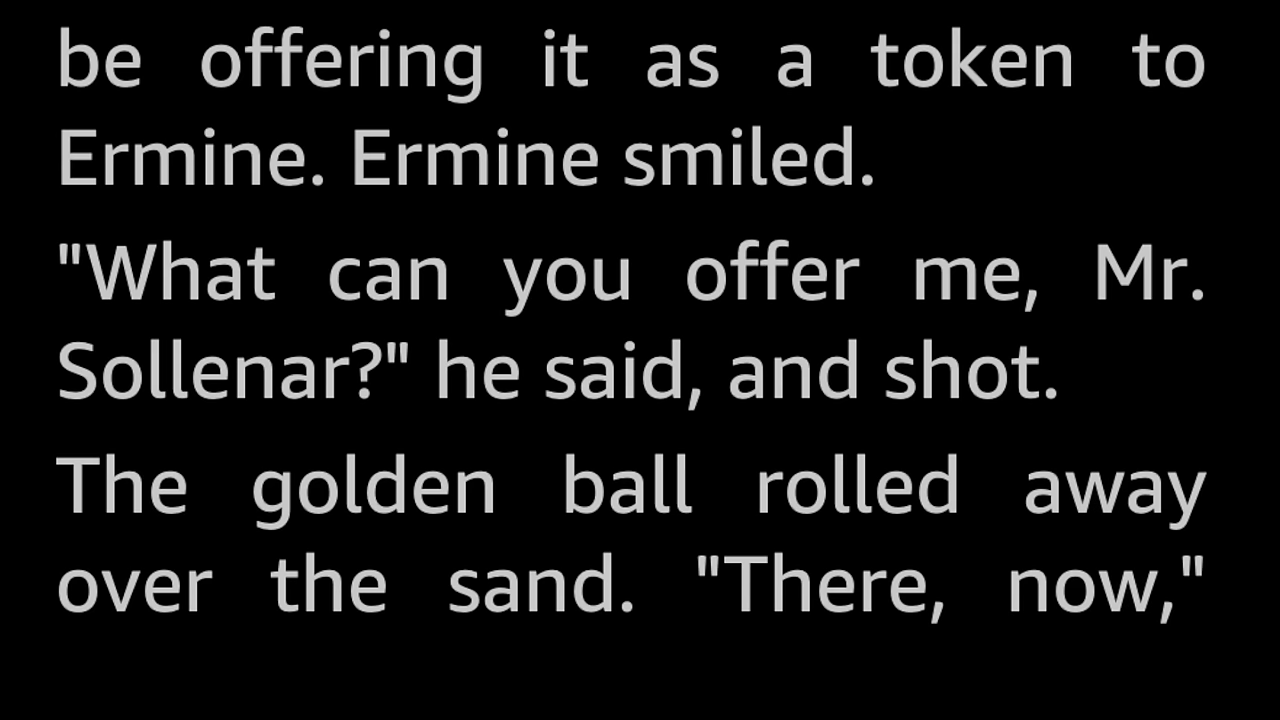 be offering it as a token to
Ermine. Ermine smiled.
"What can you offer me, Mr.
Sollenar?" he said, and shot.
The golden ball rolled away
over the sand. "There, now,"